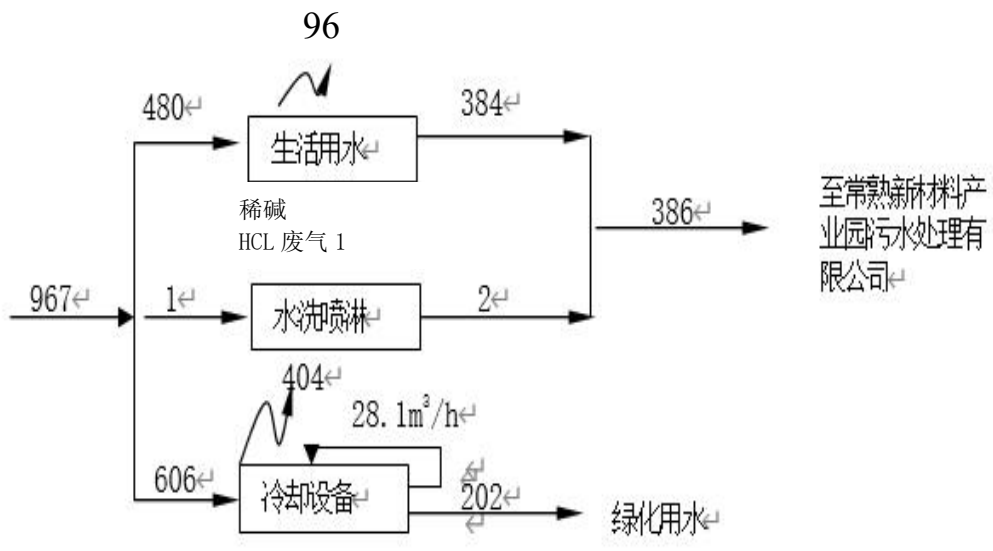 96
480
384
生活用水
稀碱
HCL 废气 1
386
至常熟新材料产
业园污水处理有
限公司
967
1
水洗喷淋
2
404
28.1m³/h
606
冷却设备
202
绿化用水